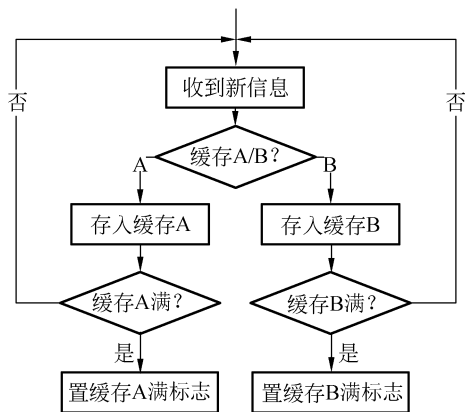 收到新信息
否
否
缓存A/B?
A
B
存入缓存A
存入缓存B
缓存A满?
缓存B满?
是
是
置缓存A满标志
置缓存B满标志